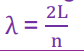 λ = 2L/n